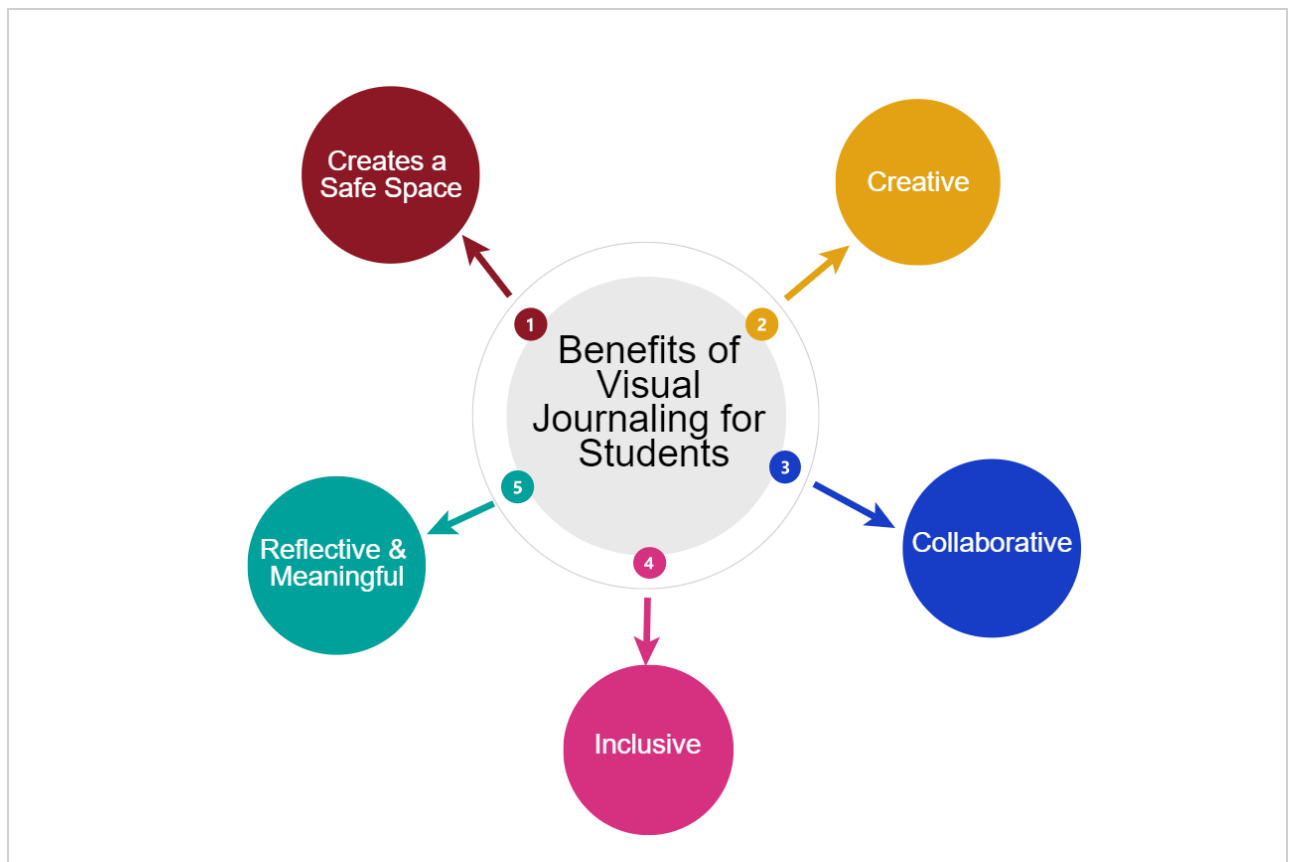 Benefits of
Visual
Journaling for
Students
1
Creates a
Safe Space
2
Creative
3
Collaborative
4
Inclusive
5
Reflective &
Meaningful